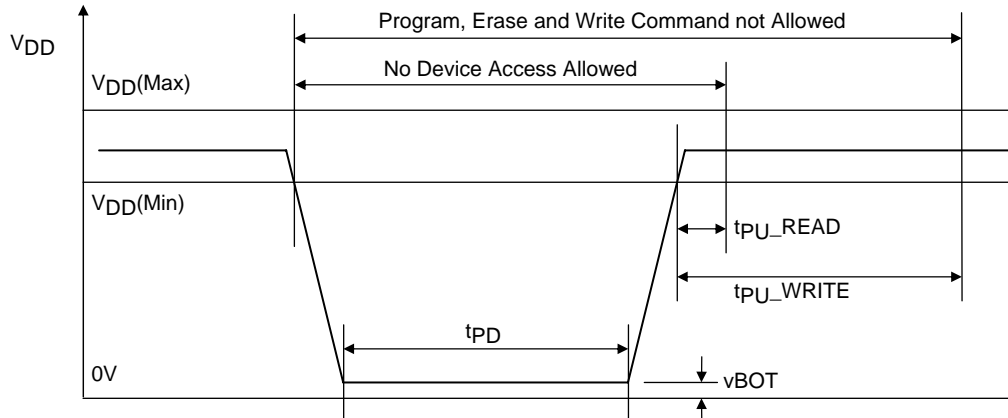 Program, Erase and Write Command not Allowed
VDD
No Device Access Allowed
VDD(Max)
VDD(Min)
tPU_READ
tPU_WRITE
tPD
0V
vBOT